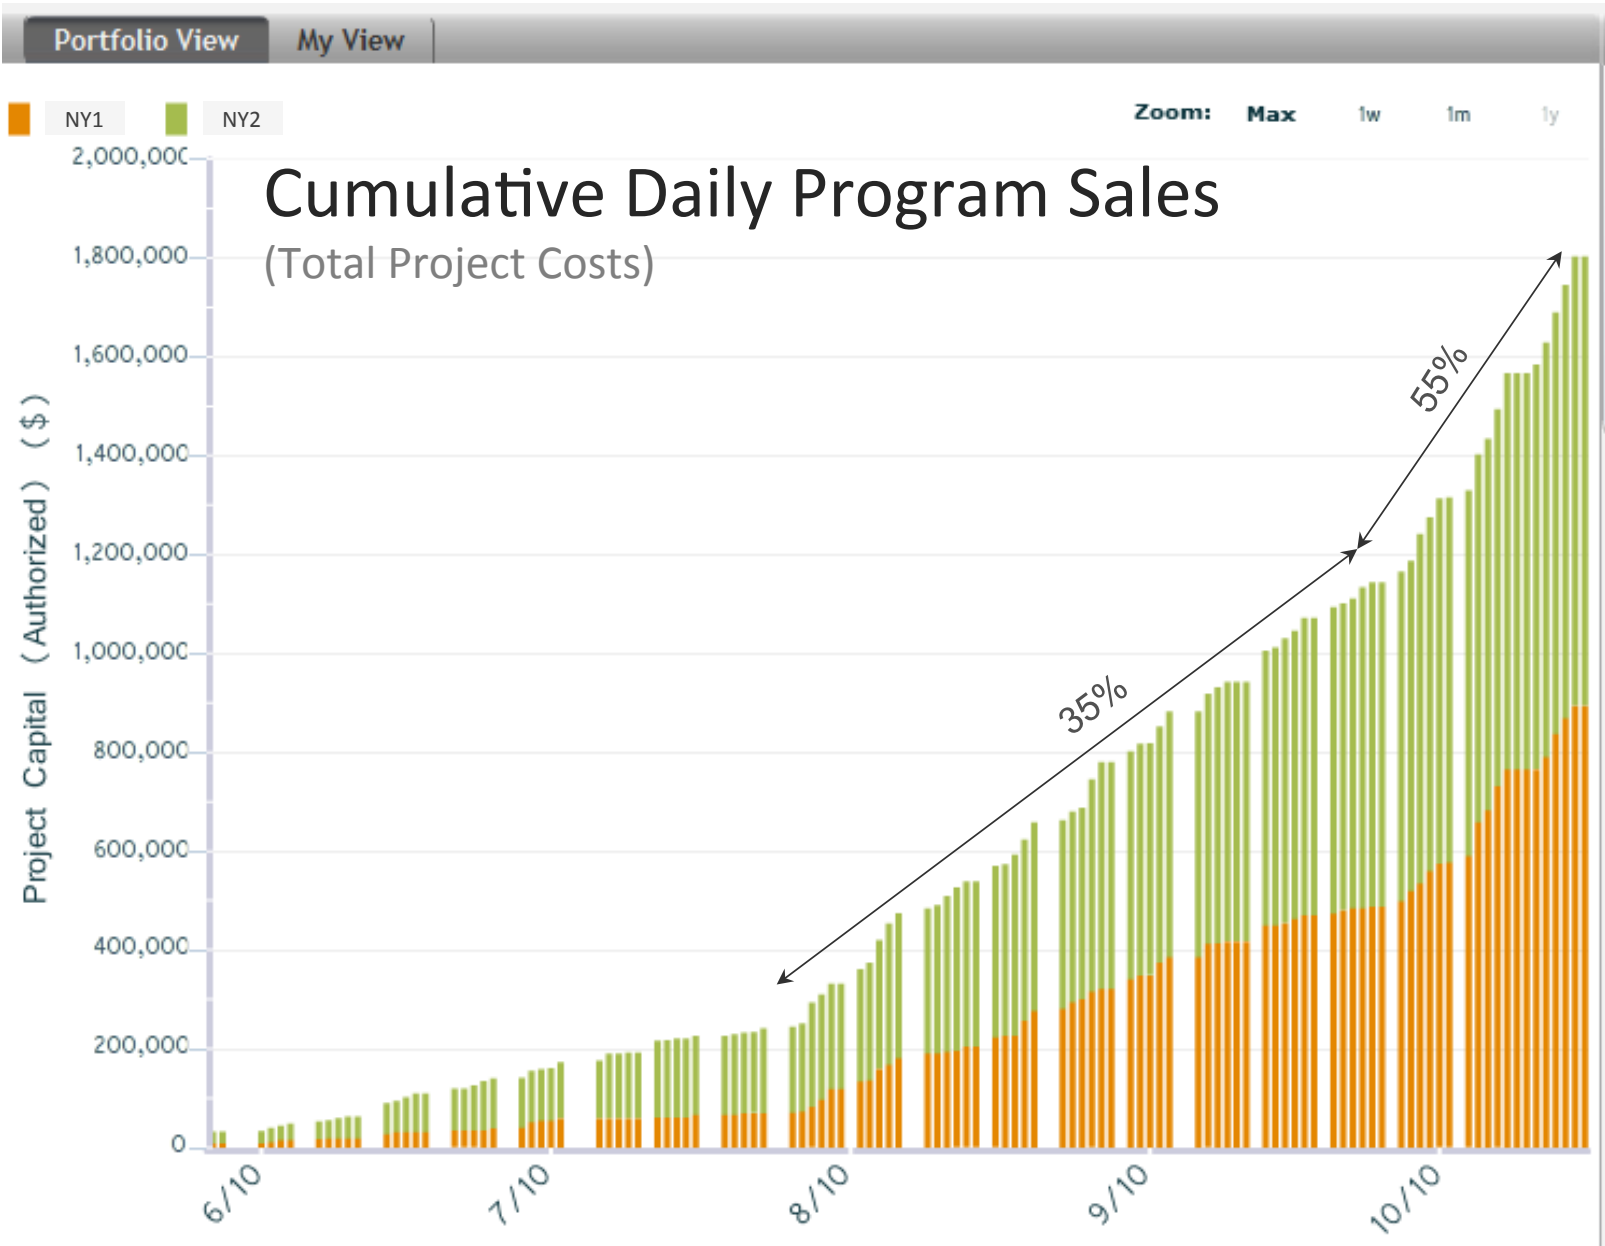 Portfolio View My View
NY1 NY2 Zoom: Max 1w 1m 1y
Cumulative Daily Program Sales
(Total Project Costs)
Project Capital (Authorized) ($)
2,000,000
1,800,000
1,600,000
1,400,000
1,200,000
1,000,000
800,000
600,000
400,000
200,000
0
35%
55%
6/10 7/10 8/10 9/10 10/10